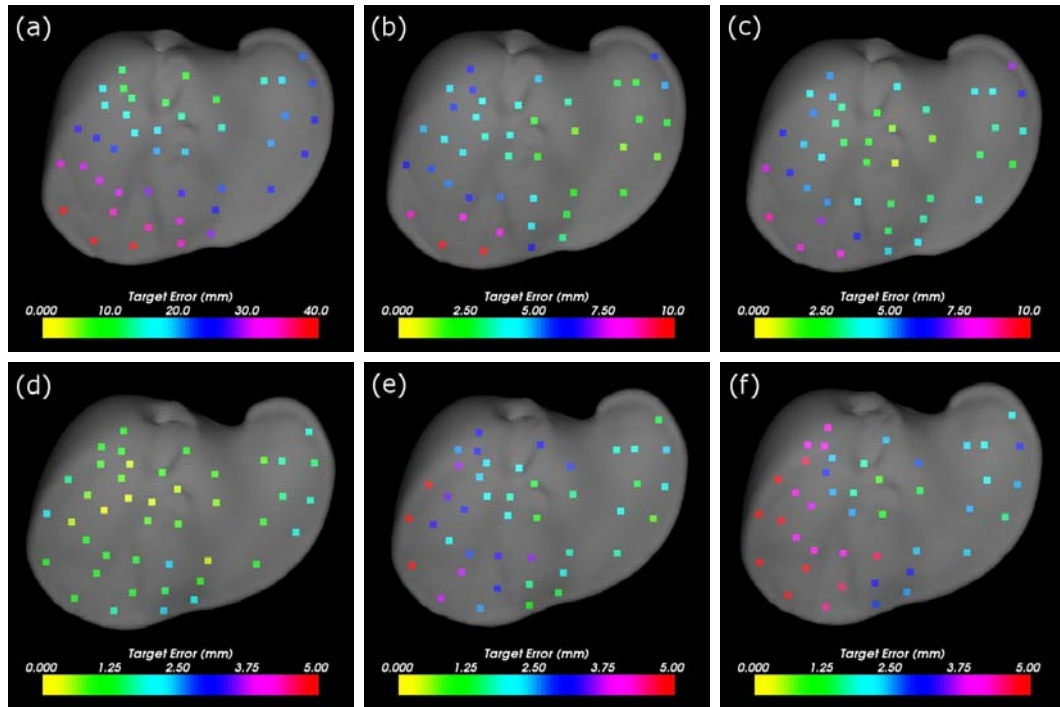 (a)
Target Error (mm)
0.000 10.0 20.0 30.0 40.0
(b)
Target Error (mm)
0.000 2.50 5.00 7.50 10.0
(c)
Target Error (mm)
0.000 2.50 5.00 7.50 10.0
(d)
Target Error (mm)
0.000 1.25 2.50 3.75 5.00
(e)
Target Error (mm)
0.000 1.25 2.50 3.75 5.00
(f)
Target Error (mm)
0.000 1.25 2.50 3.75 5.00